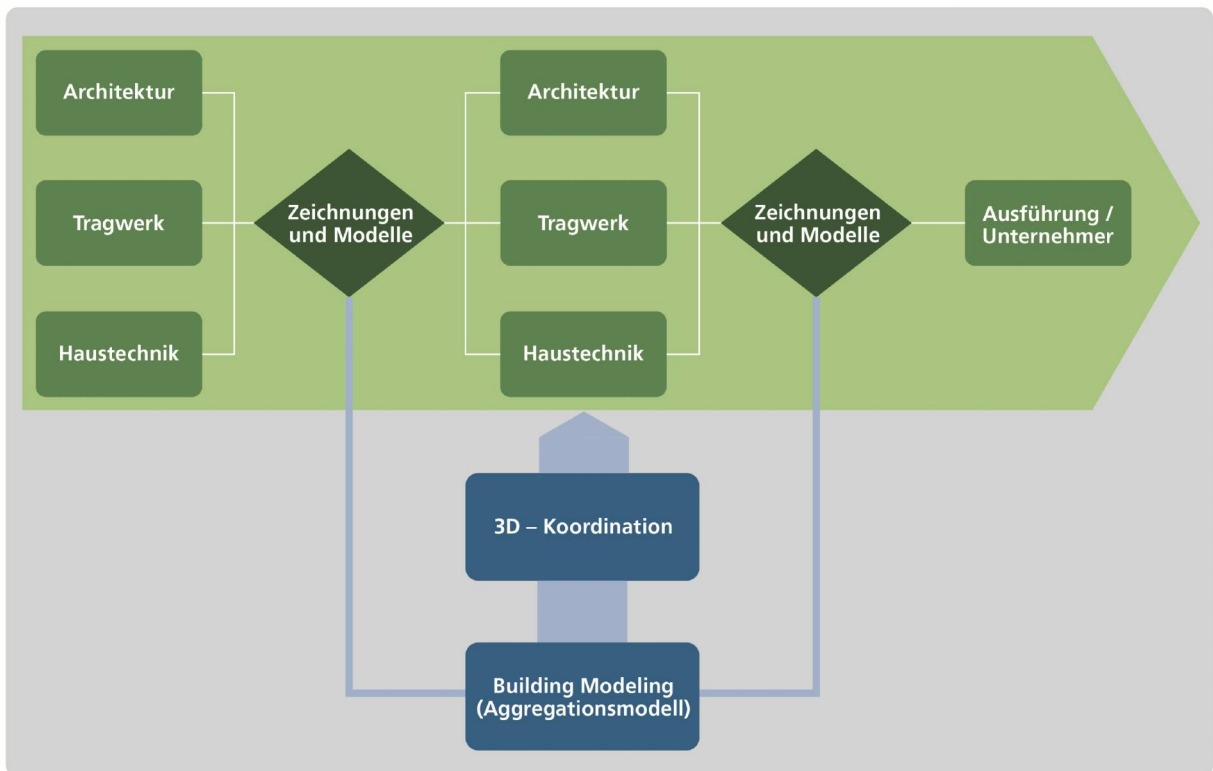 Architektur
Tragwerk
Haustechnik
Zeichnungen
und Modelle
Architektur
Tragwerk
Haustechnik
Zeichnungen
und Modelle
Ausführung /
Unternehmer
3D – Koordination
Building Modeling
(Aggregationsmodell)